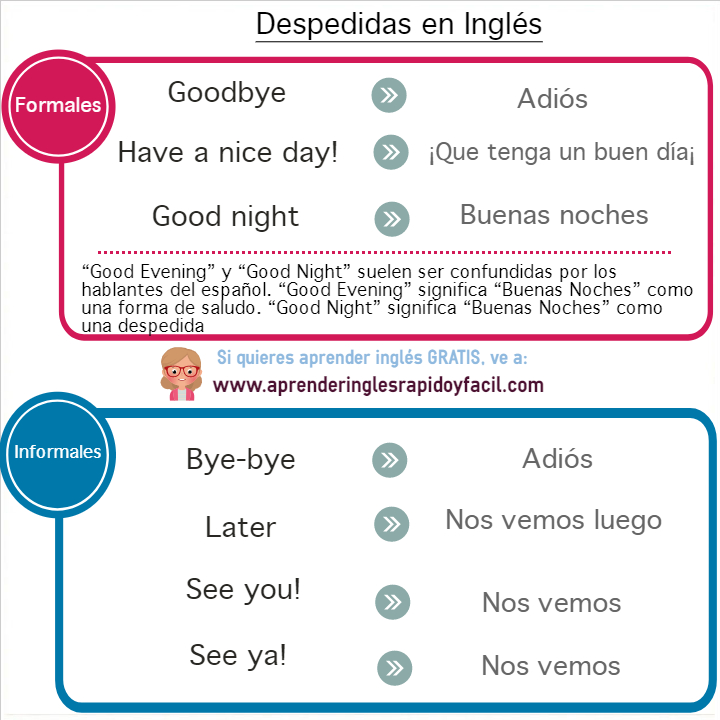 Despedidas en Inglés
Formales
Goodbye » Adiós
Have a nice day! » ¡Que tenga un buen día¡
Good night » Buenas noches
“Good Evening” y “Good Night” suelen ser confundidas por los
hablantes del español. “Good Evening” significa “Buenas Noches” como
una forma de saludo. “Good Night” significa “Buenas Noches” como
una despedida
Si quieres aprender inglés GRATIS, ve a:
www.aprenderinglesrapidoyfacil.com
Informales
Bye-bye » Adiós
Later » Nos vemos luego
See you! » Nos vemos
See ya! » Nos vemos